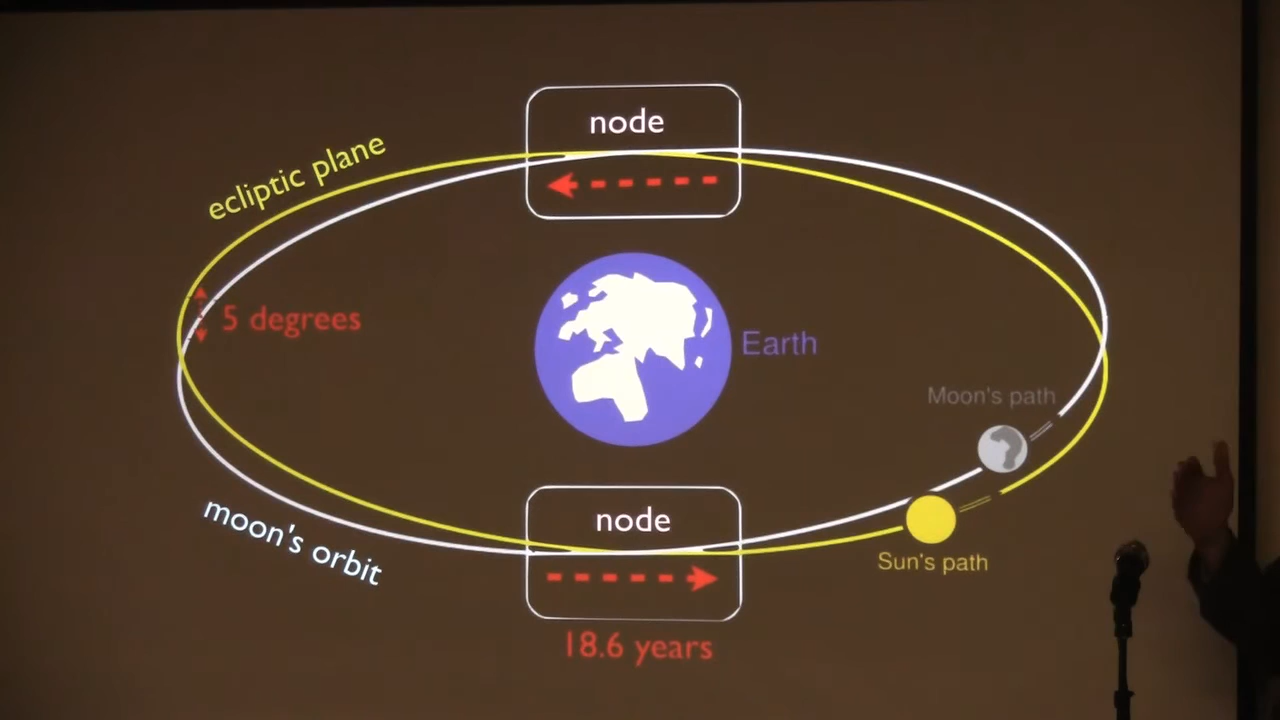 node
ecliptic plane
5 degrees
Earth
Moon's path
node
moon's orbit
Sun's path
18.6 years